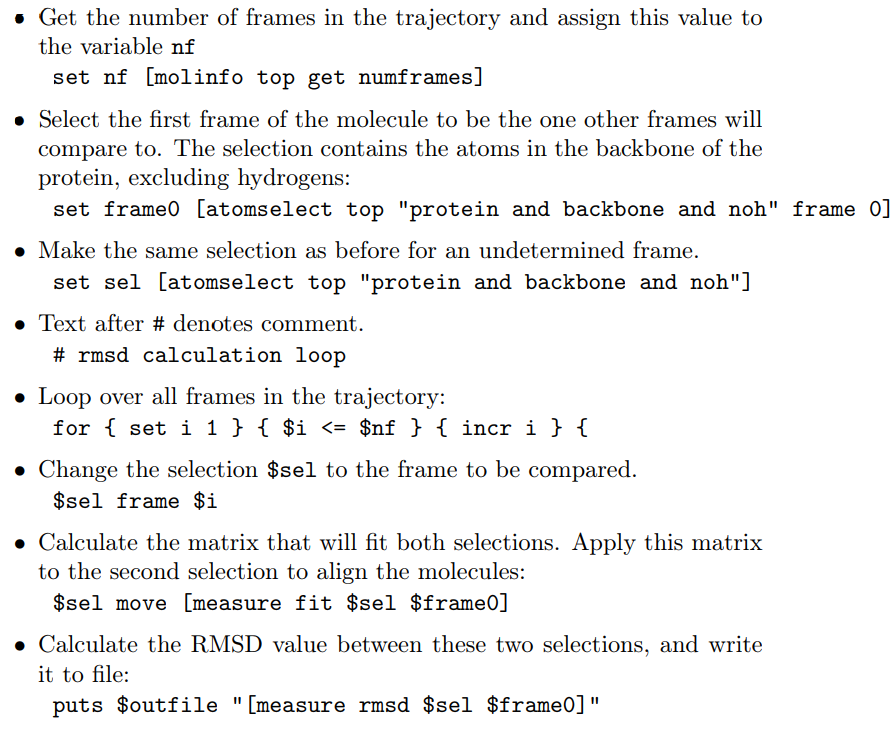 • Get the number of frames in the trajectory and assign this value to
the variable nf
set nf [molinfo top get numframes]
• Select the first frame of the molecule to be the one other frames will
compare to. The selection contains the atoms in the backbone of the
protein, excluding hydrogens:
set frame0 [atomselect top "protein and backbone and noh" frame 0]
• Make the same selection as before for an undetermined frame.
set sel [atomselect top "protein and backbone and noh"]
• Text after # denotes comment.
# rmsd calculation loop
• Loop over all frames in the trajectory:
for { set i 1 } { $i <= $nf } { incr i } {
• Change the selection $sel to the frame to be compared.
$sel frame $i
• Calculate the matrix that will fit both selections. Apply this matrix
to the second selection to align the molecules:
$sel move [measure fit $sel $frame0]
• Calculate the RMSD value between these two selections, and write
it to file:
puts $outfile "[measure rmsd $sel $frame0]"